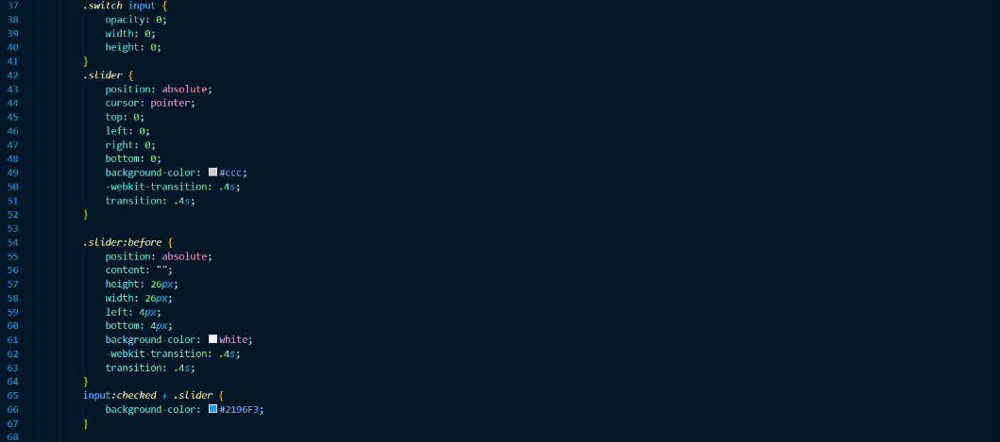 37 .switch input {
38 opacity: 0;
39 width: 0;
40 height: 0;
41 }
42 .slider {
43 position: absolute;
44 cursor: pointer;
45 top: 0;
46 left: 0;
47 right: 0;
48 bottom: 0;
49 background-color: #ccc;
50 -webkit-transition: .4s;
51 transition: .4s;
52 }
53
54 .slider:before {
55 position: absolute;
56 content: "";
57 height: 26px;
58 width: 26px;
59 left: 4px;
60 bottom: 4px;
61 background-color: white;
62 -webkit-transition: .4s;
63 transition: .4s;
64 }
65 input:checked + .slider {
66 background-color: #2196F3;
67 }
68